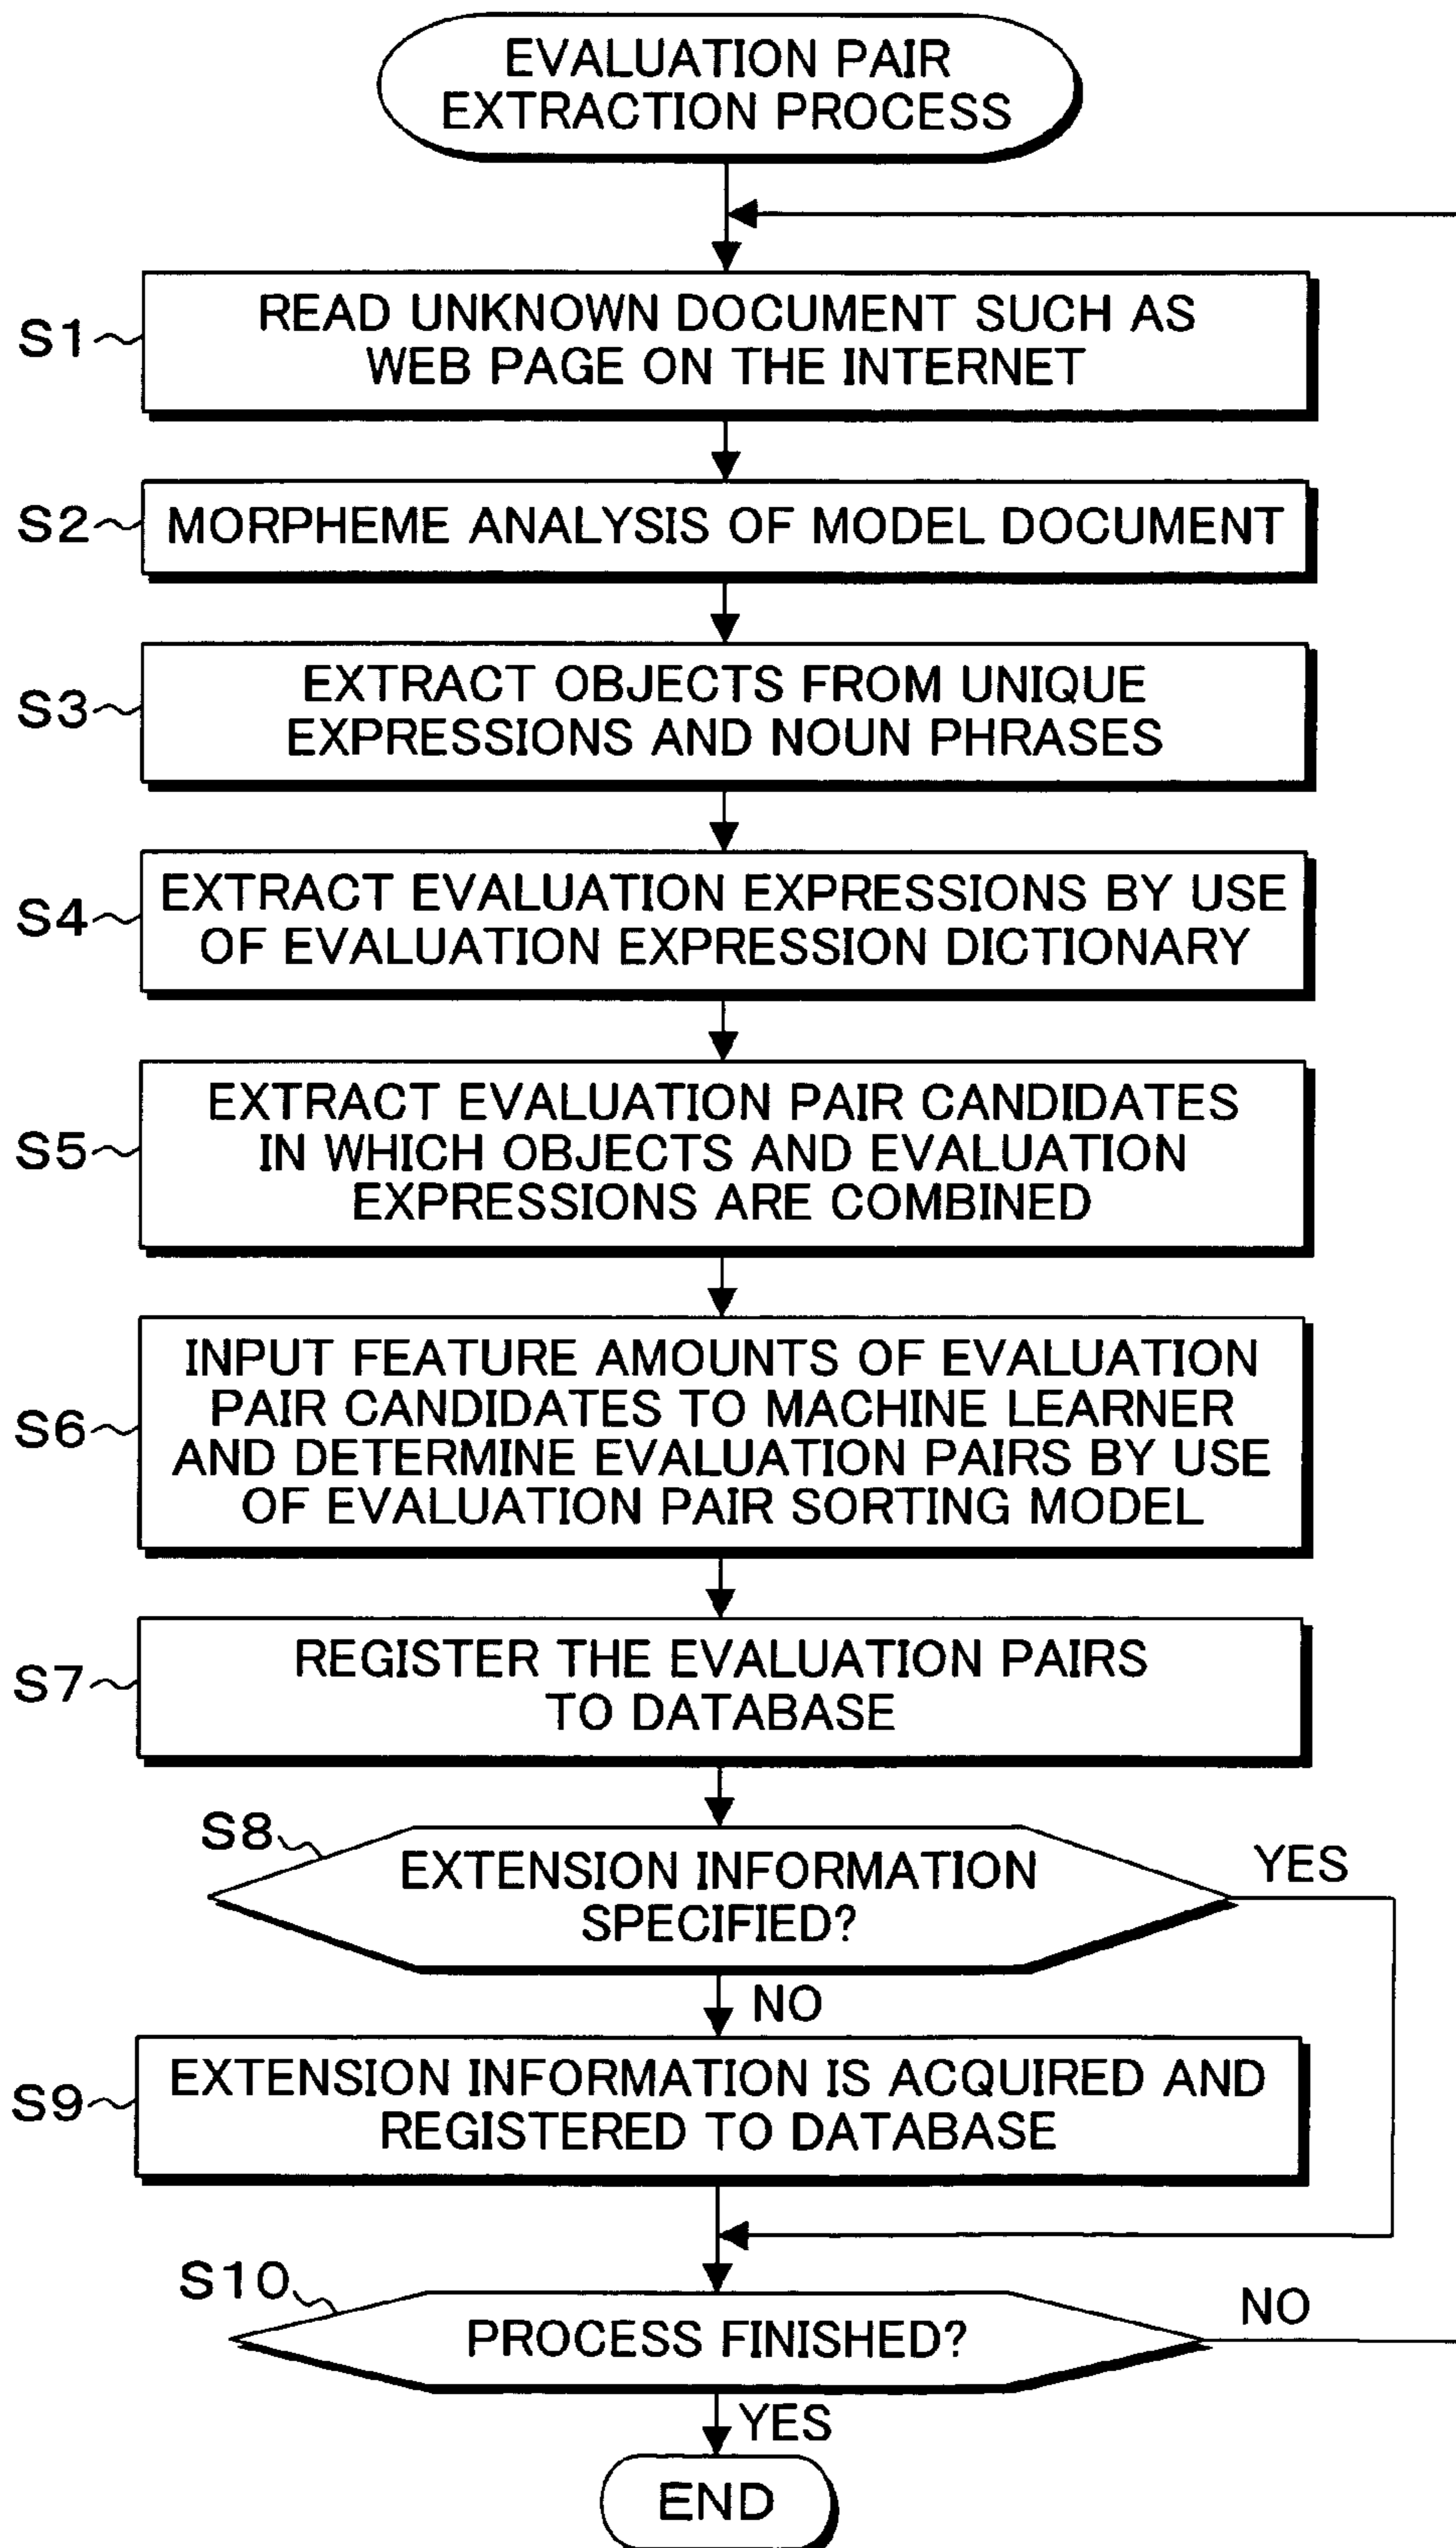 EVALUATION PAIR
EXTRACTION PROCESS
S1
READ UNKNOWN DOCUMENT SUCH AS
WEB PAGE ON THE INTERNET
S2
MORPHEME ANALYSIS OF MODEL DOCUMENT
S3
EXTRACT OBJECTS FROM UNIQUE
EXPRESSIONS AND NOUN PHRASES
S4
EXTRACT EVALUATION EXPRESSIONS BY USE
OF EVALUATION EXPRESSION DICTIONARY
S5
EXTRACT EVALUATION PAIR CANDIDATES
IN WHICH OBJECTS AND EVALUATION
EXPRESSIONS ARE COMBINED
S6
INPUT FEATURE AMOUNTS OF EVALUATION
PAIR CANDIDATES TO MACHINE LEARNER
AND DETERMINE EVALUATION PAIRS BY USE
OF EVALUATION PAIR SORTING MODEL
S7
REGISTER THE EVALUATION PAIRS
TO DATABASE
S8
EXTENSION INFORMATION
SPECIFIED?
YES
NO
S9
EXTENSION INFORMATION IS ACQUIRED AND
REGISTERED TO DATABASE
S10
PROCESS FINISHED?
NO
YES
END